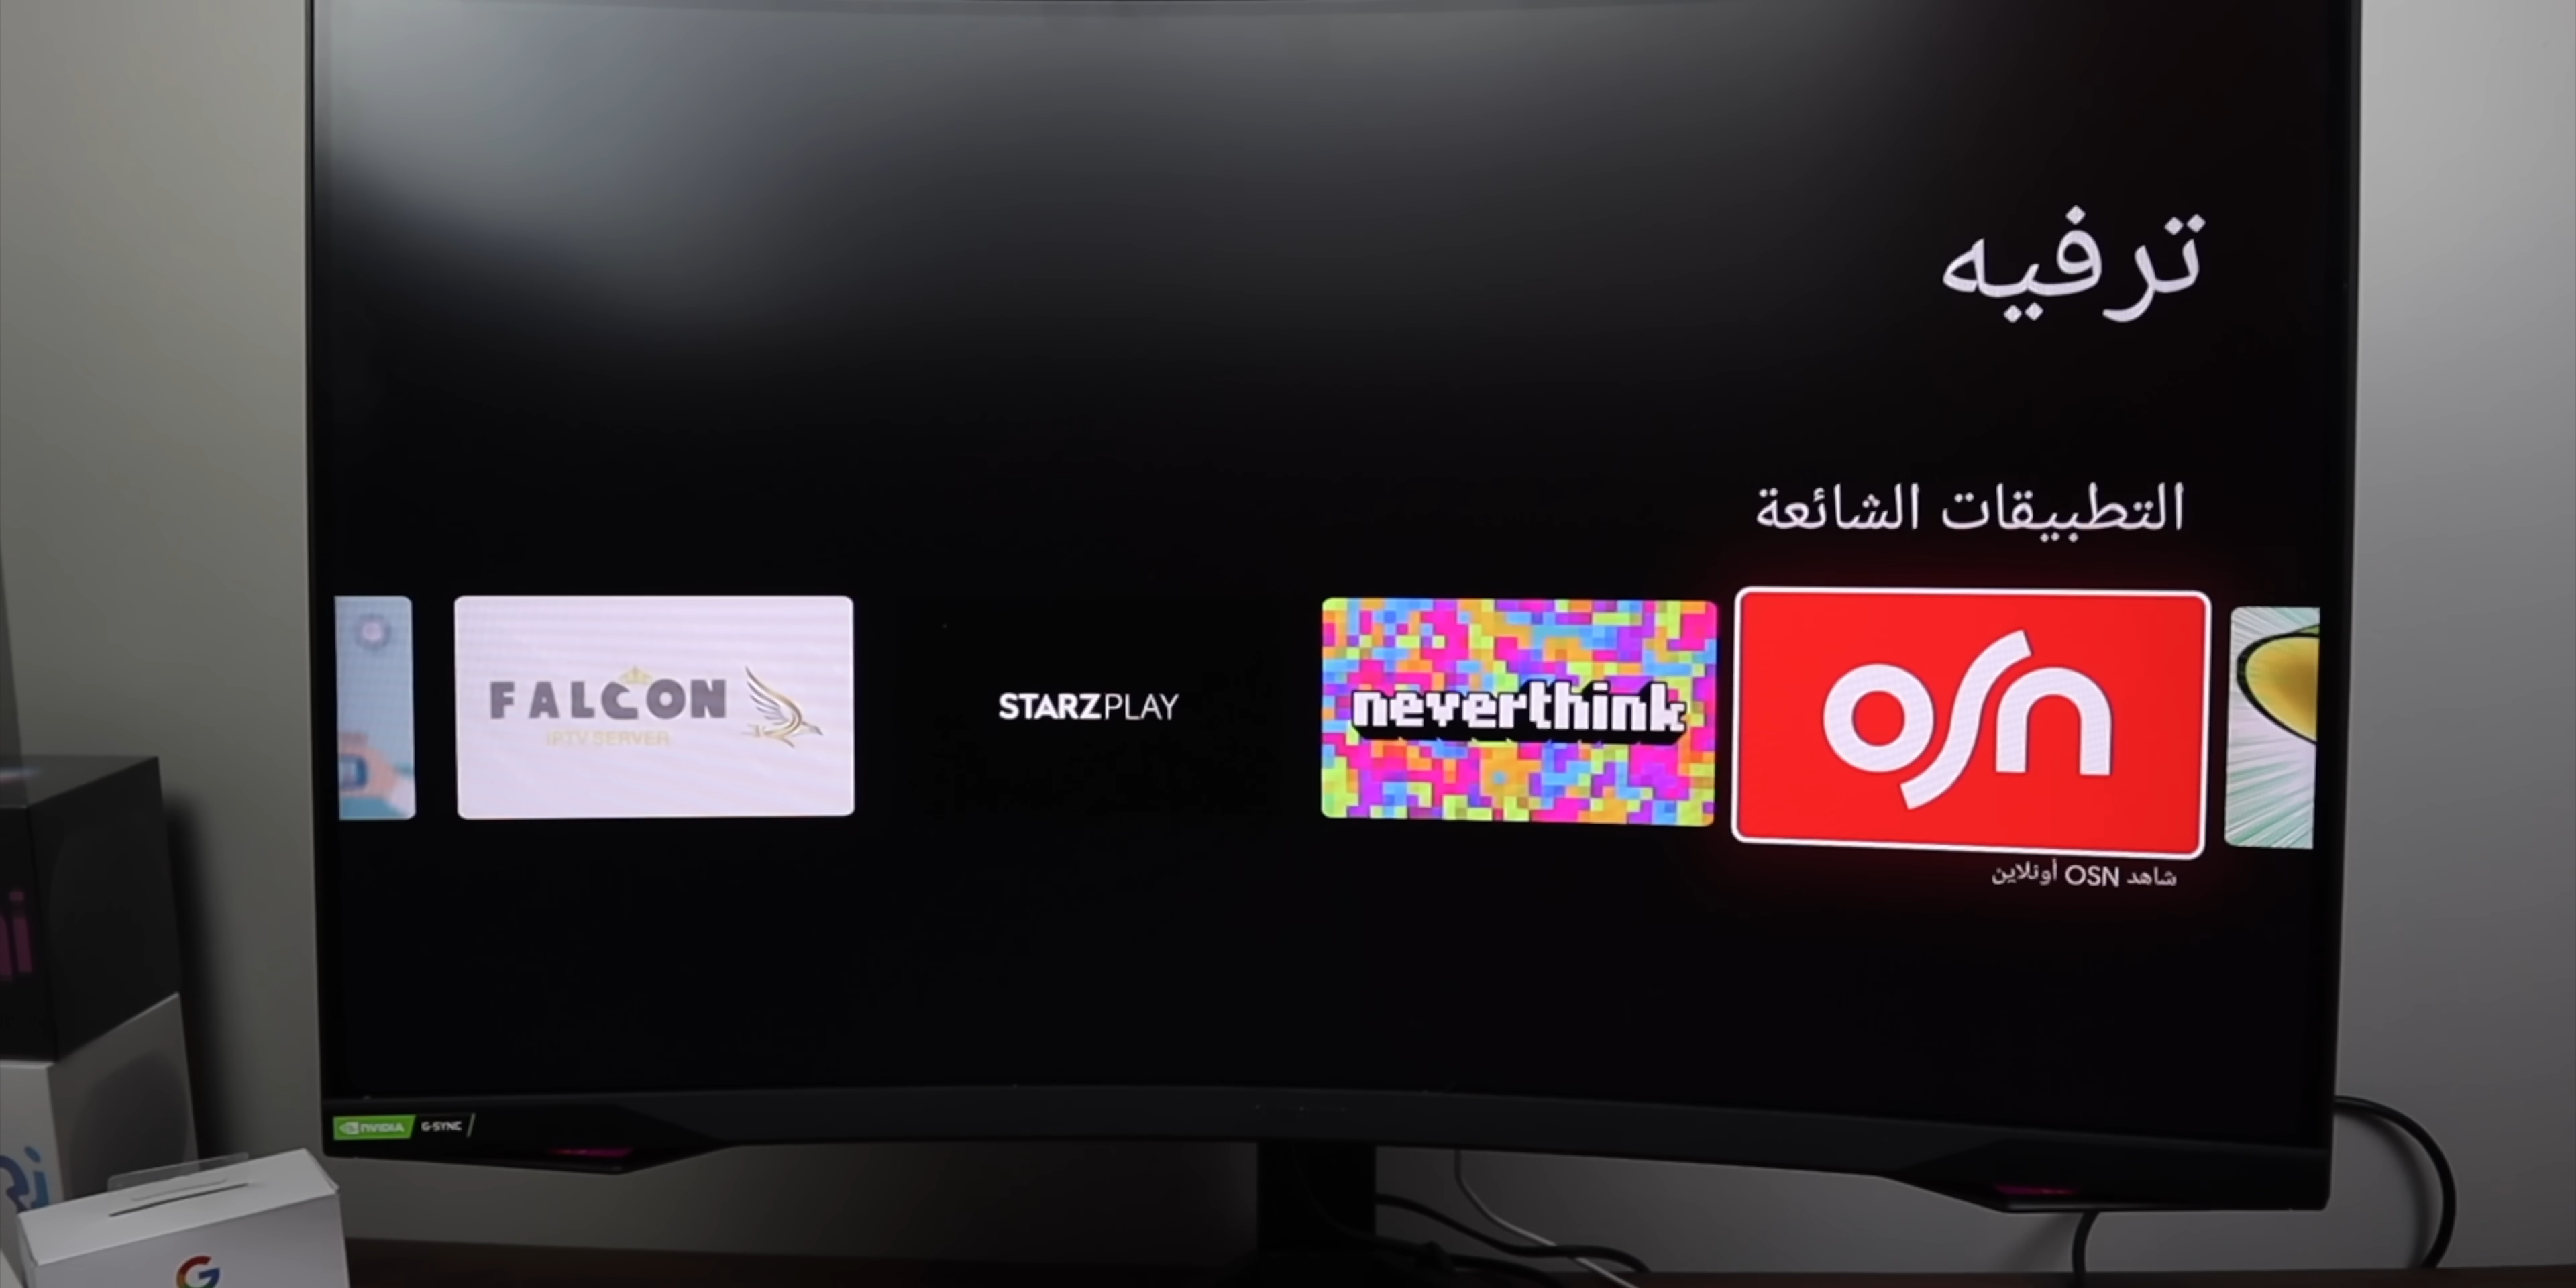 ترفيه
التطبيقات الشائعة
osn
neverthink
STARZPLAY
FALCON
IPTV SERVER
شاهد OSN أونلاين
NVIDIA G-SYNC
G